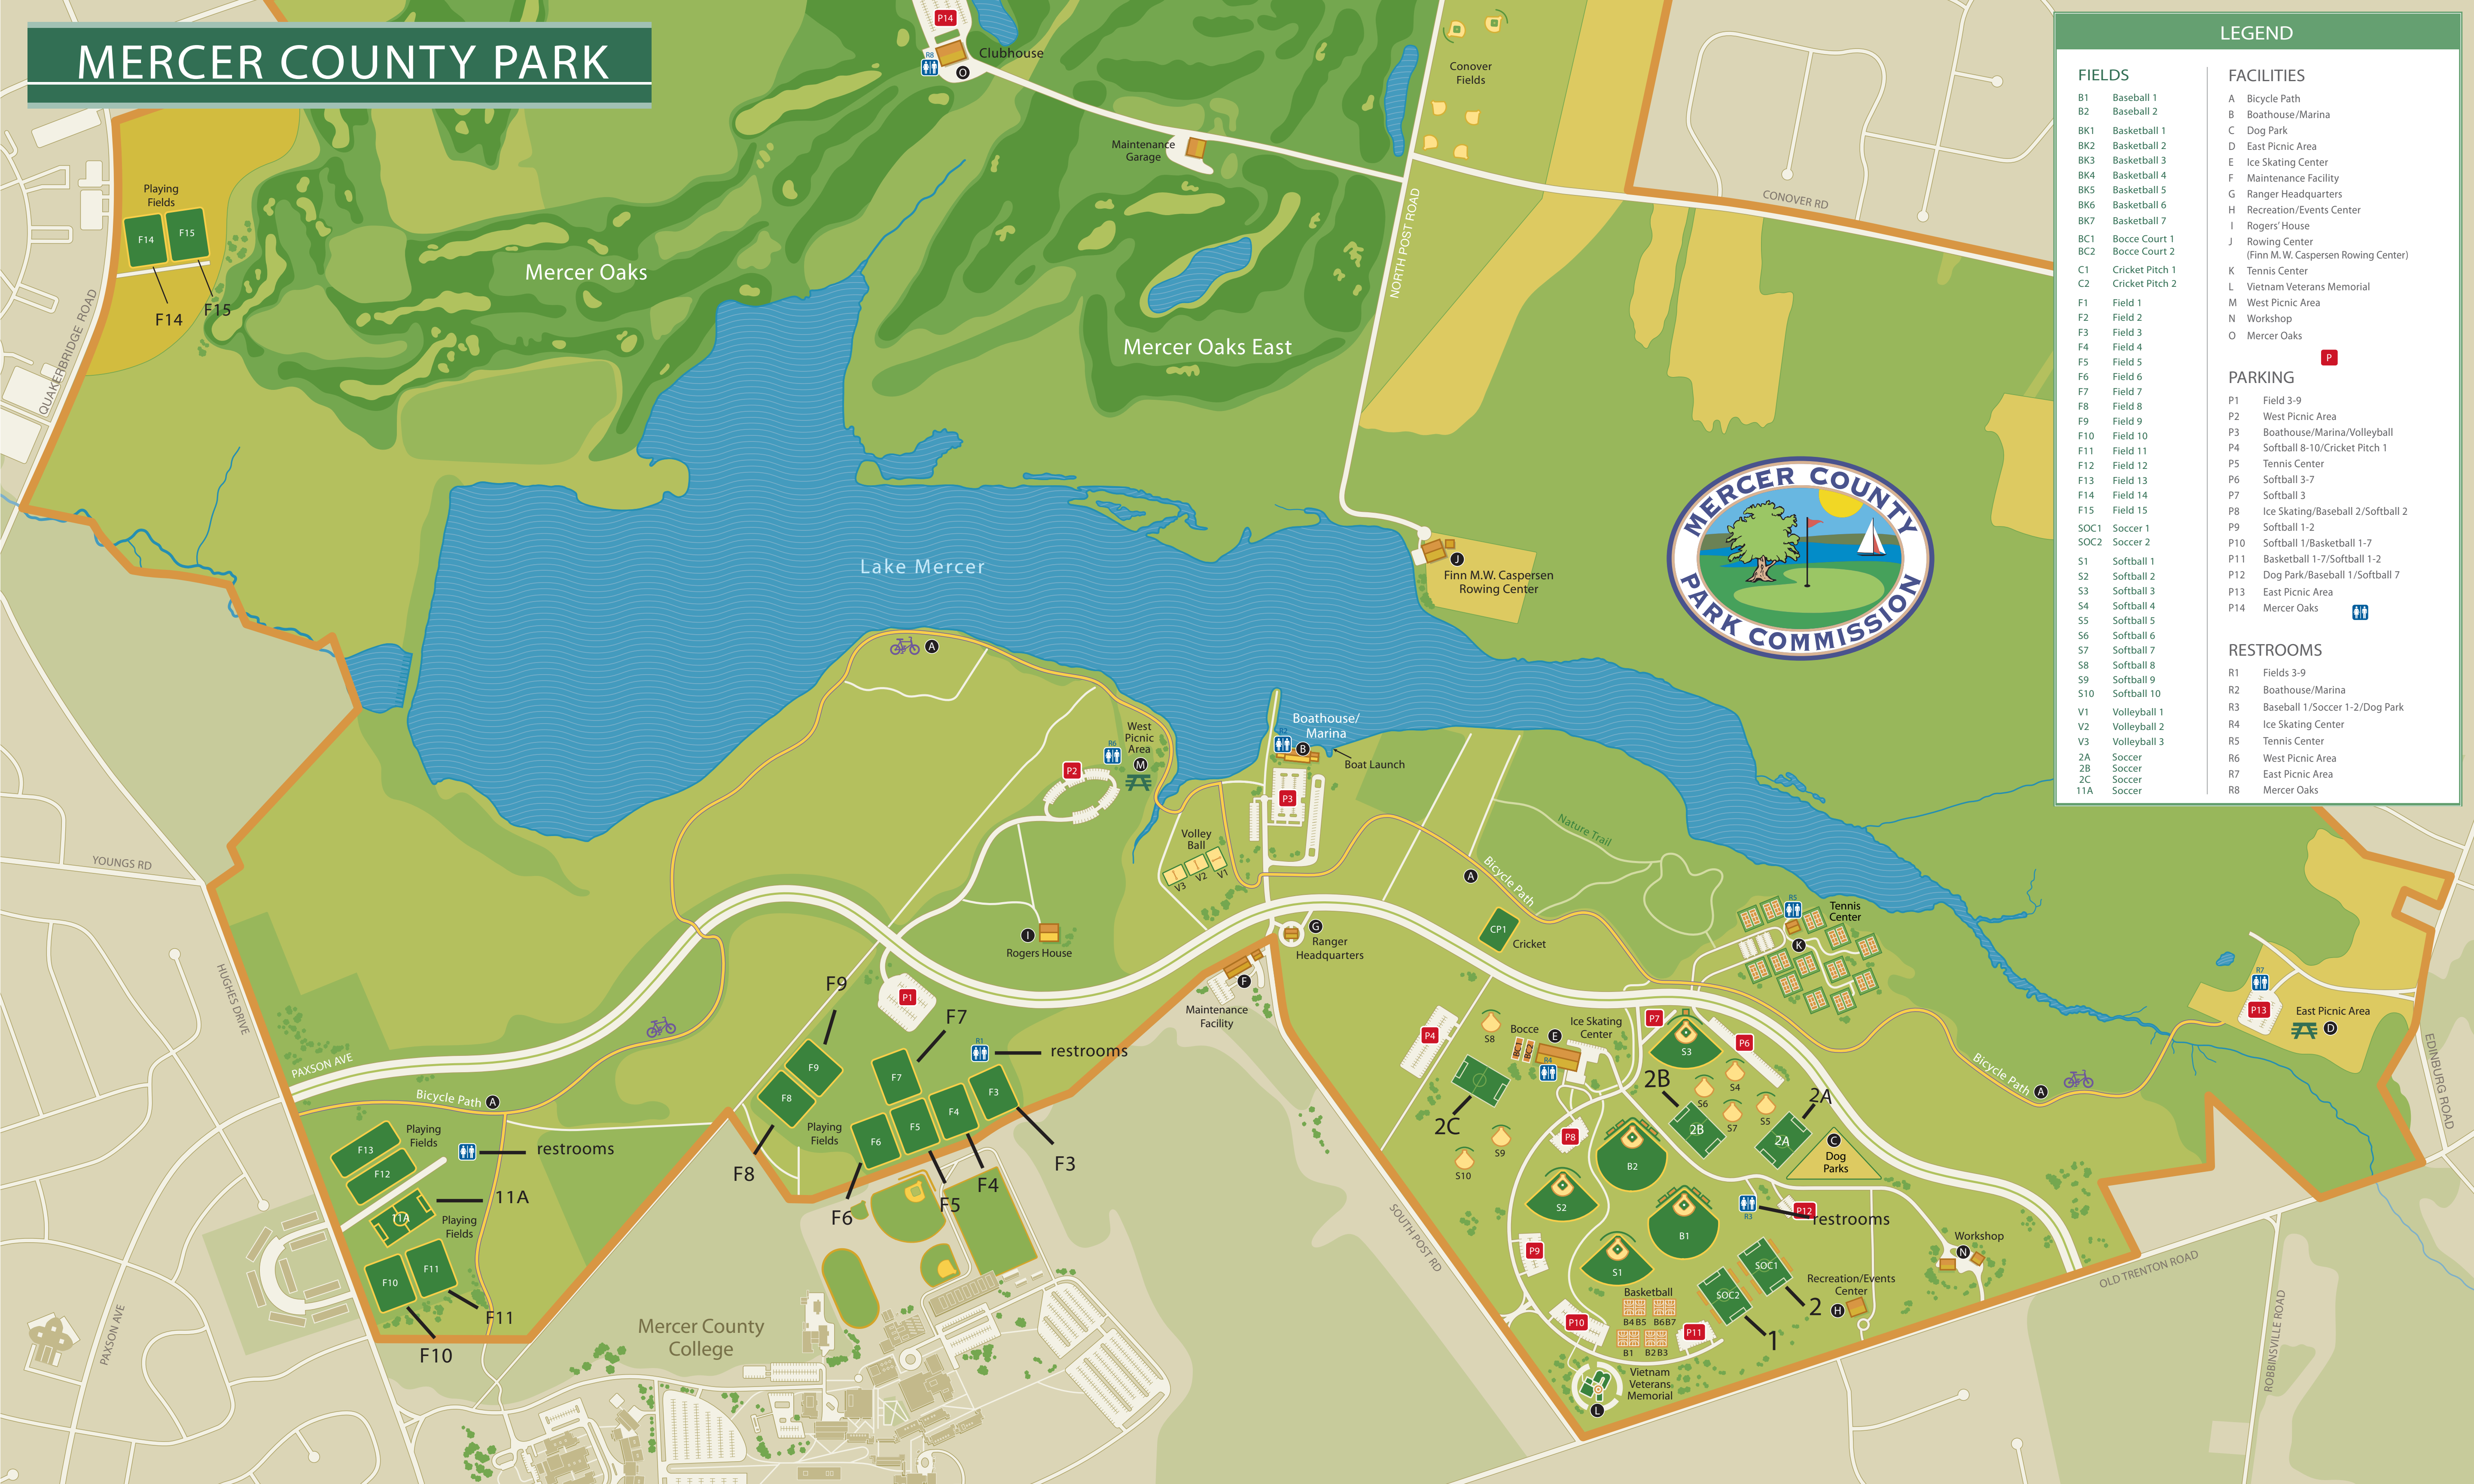 MERCER COUNTY PARK
P14
R8
Clubhouse
O
Conover
Fields
Maintenance
Garage
CONOVER RD
NORTH POST ROAD
Playing
Fields
F14
F15
F14
F15
QUAKERBRIDGE ROAD
Mercer Oaks
Mercer Oaks East
Lake Mercer
J
Finn M.W. Caspersen
Rowing Center
MERCER COUNTY
PARK COMMISSION
A
West
Picnic
Area
R6
M
P2
Boathouse/
Marina
R2
B
Boat Launch
P3
Volley
Ball
V3
V2
V1
Nature Trail
Bicycle Path
A
YOUNGS RD
HUGHES DRIVE
I
Rogers House
G
Ranger
Headquarters
F
Maintenance
Facility
CP1
Cricket
R5
Tennis
Center
K
PAXSON AVE
Bicycle Path
A
F9
P1
F7
R1
restrooms
F9
F8
F7
F3
F4
F5
F6
Playing
Fields
F8
F6
F5
F4
F3
Playing
Fields
F13
F12
restrooms
11A
11A
Playing
Fields
F10
F11
F11
F10
PAXSON AVE
Mercer County
College
P4
S8
Bocce
BC1
BC2
E
Ice Skating
Center
R4
P7
S3
P6
2C
2B
S4
S6
S7
S5
2A
2B
2A
C
Dog
Parks
S9
S10
P8
B2
S2
B1
R3
P12
restrooms
P9
S1
SOC1
SOC2
2
1
Basketball
B4 B5
B6 B7
B1
B2 B3
P10
P11
Recreation/Events
Center
H
Workshop
N
Vietnam
Veterans
Memorial
L
SOUTH POST RD
OLD TRENTON ROAD
ROBBINSVILLE ROAD
EDINBURG ROAD
R7
P13
East Picnic Area
D
Bicycle Path
A
LEGEND
FIELDS
B1 Baseball 1
B2 Baseball 2
BK1 Basketball 1
BK2 Basketball 2
BK3 Basketball 3
BK4 Basketball 4
BK5 Basketball 5
BK6 Basketball 6
BK7 Basketball 7
BC1 Bocce Court 1
BC2 Bocce Court 2
C1 Cricket Pitch 1
C2 Cricket Pitch 2
F1 Field 1
F2 Field 2
F3 Field 3
F4 Field 4
F5 Field 5
F6 Field 6
F7 Field 7
F8 Field 8
F9 Field 9
F10 Field 10
F11 Field 11
F12 Field 12
F13 Field 13
F14 Field 14
F15 Field 15
SOC1 Soccer 1
SOC2 Soccer 2
S1 Softball 1
S2 Softball 2
S3 Softball 3
S4 Softball 4
S5 Softball 5
S6 Softball 6
S7 Softball 7
S8 Softball 8
S9 Softball 9
S10 Softball 10
V1 Volleyball 1
V2 Volleyball 2
V3 Volleyball 3
2A Soccer
2B Soccer
2C Soccer
11A Soccer
FACILITIES
A Bicycle Path
B Boathouse/Marina
C Dog Park
D East Picnic Area
E Ice Skating Center
F Maintenance Facility
G Ranger Headquarters
H Recreation/Events Center
I Rogers' House
J Rowing Center
(Finn M. W. Caspersen Rowing Center)
K Tennis Center
L Vietnam Veterans Memorial
M West Picnic Area
N Workshop
O Mercer Oaks
P
PARKING
P1 Field 3-9
P2 West Picnic Area
P3 Boathouse/Marina/Volleyball
P4 Softball 8-10/Cricket Pitch 1
P5 Tennis Center
P6 Softball 3-7
P7 Softball 3
P8 Ice Skating/Baseball 2/Softball 2
P9 Softball 1-2
P10 Softball 1/Basketball 1-7
P11 Basketball 1-7/Softball 1-2
P12 Dog Park/Baseball 1/Softball 7
P13 East Picnic Area
P14 Mercer Oaks
RESTROOMS
R1 Fields 3-9
R2 Boathouse/Marina
R3 Baseball 1/Soccer 1-2/Dog Park
R4 Ice Skating Center
R5 Tennis Center
R6 West Picnic Area
R7 East Picnic Area
R8 Mercer Oaks